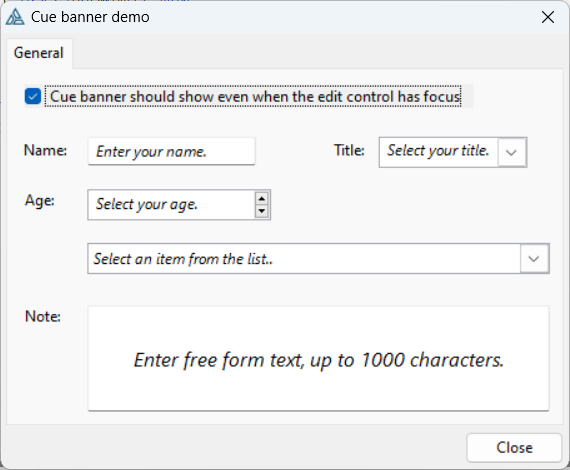 Cue banner demo
General
Cue banner should show even when the edit control has focus
Name: Enter your name. Title: Select your title.
Age: Select your age.
Select an item from the list..
Note: Enter free form text, up to 1000 characters.
Close